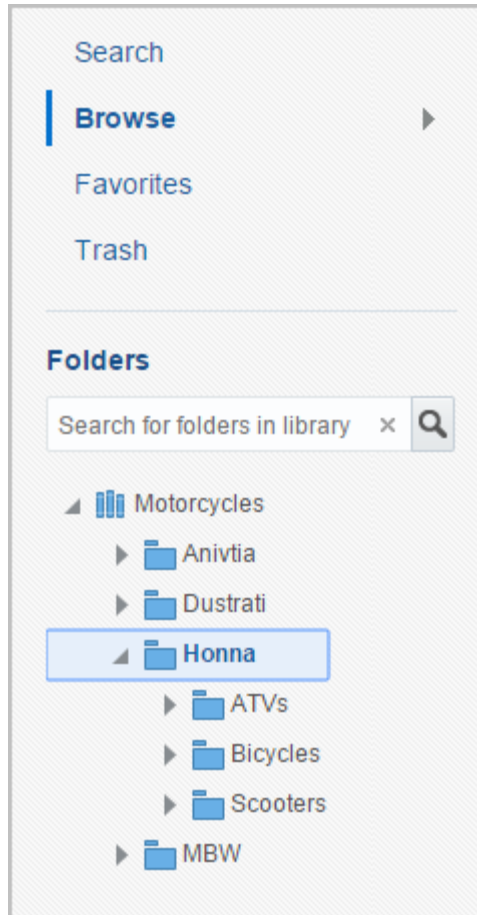 Search
Browse
Favorites
Trash
Folders
Search for folders in library
Motorcycles
Anivtia
Dustrati
Honna
ATVs
Bicycles
Scooters
MBW